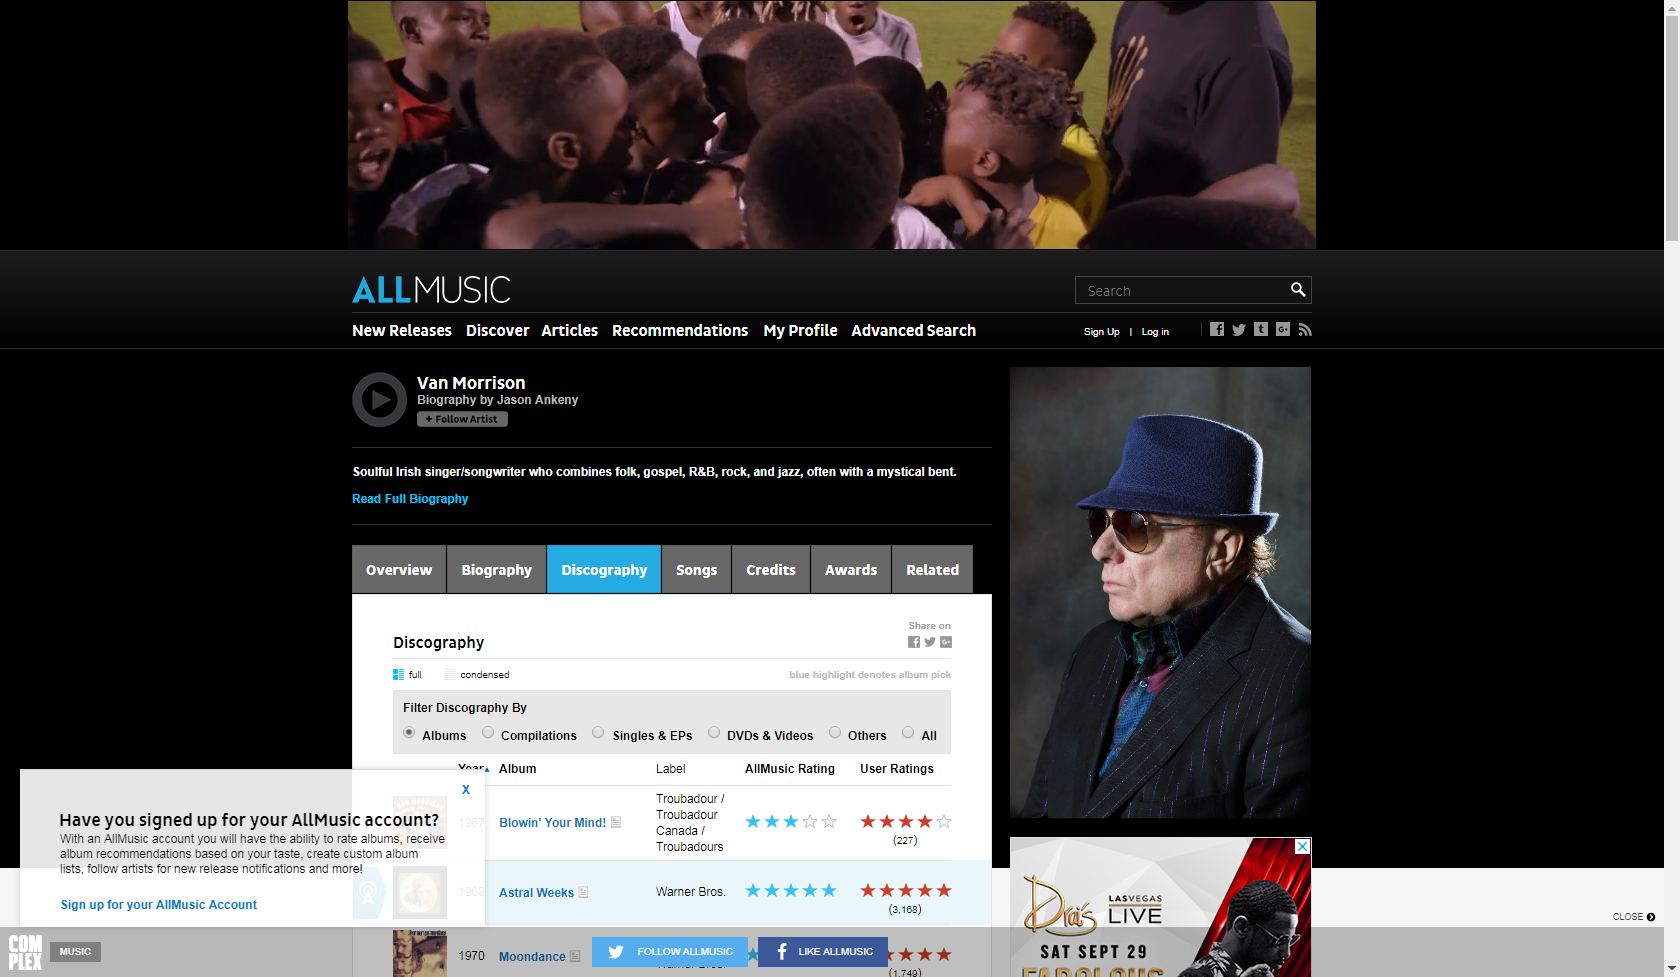 ALLMUSIC
Search
New Releases Discover Articles Recommendations My Profile Advanced Search
Sign Up | Log in
Van Morrison
Biography by Jason Ankeny
+ Follow Artist
Soulful Irish singer/songwriter who combines folk, gospel, R&B, rock, and jazz, often with a mystical bent.
Read Full Biography
Overview Biography Discography Songs Credits Awards Related
Share on
Discography
full condensed blue highlight denotes album pick
Filter Discography By
Albums Compilations Singles & EPs DVDs & Videos Others All
Year Album Label AllMusic Rating User Ratings
1967 Blowin' Your Mind! Troubadour / Troubadour Canada / Troubadours (227)
1968 Astral Weeks Warner Bros. (3,168)
1970 Moondance Warner Bros. (1,749)
X
Have you signed up for your AllMusic account?
With an AllMusic account you will have the ability to rate albums, receive
album recommendations based on your taste, create custom album
lists, follow artists for new release notifications and more!
Sign up for your AllMusic Account
Drai's
LASVEGAS
LIVE
SAT SEPT 29
FABOLOUS
CLOSE
COMPLEX
MUSIC
FOLLOW ALLMUSIC
LIKE ALLMUSIC